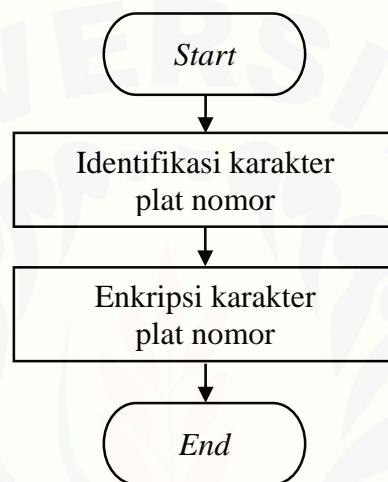 Start
Identifikasi karakter
plat nomor
Enkripsi karakter
plat nomor
End